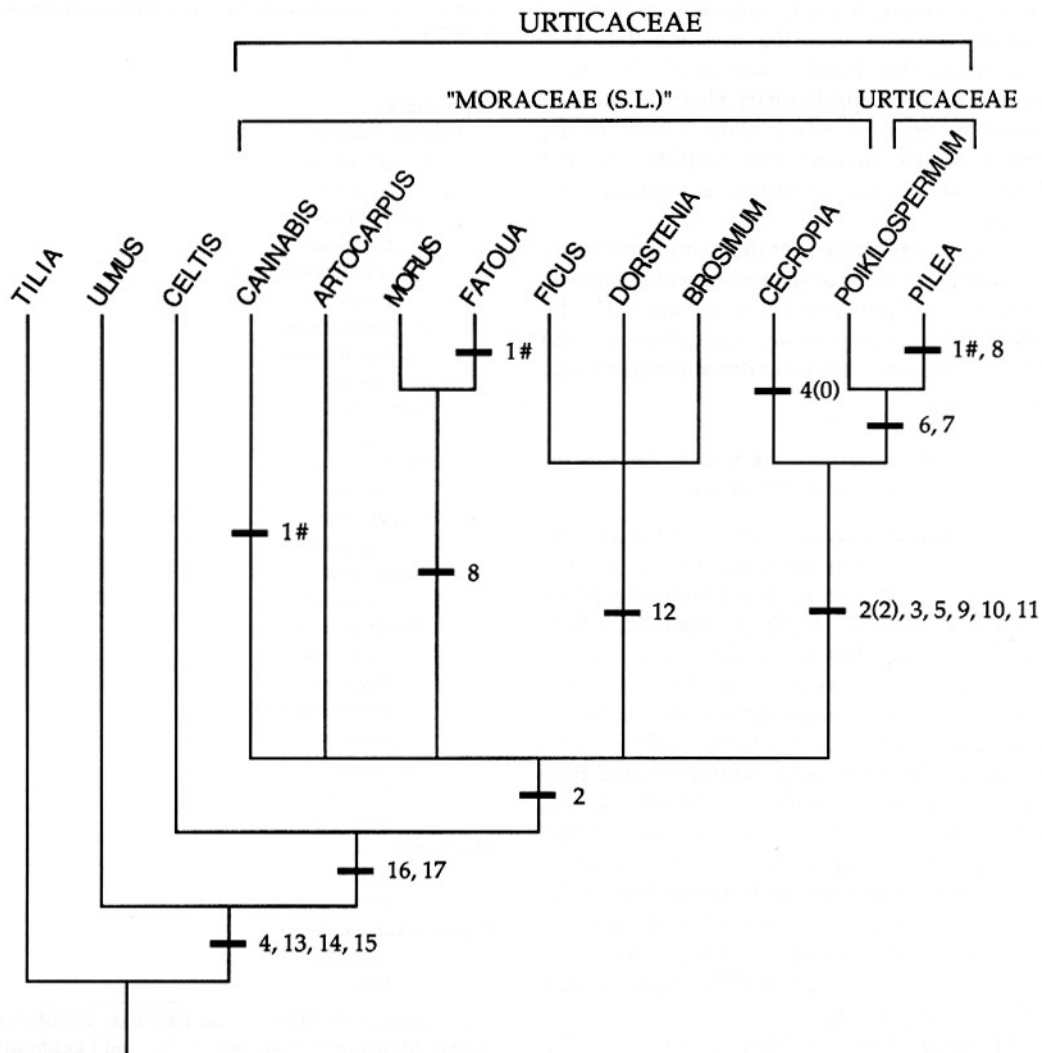 URTICACEAE
"MORACEAE (S.L.)"
URTICACEAE
TILIA
ULMUS
CELTIS
CANNABIS
ARTOCARPUS
MORUS
FATOUA
FICUS
DORSTENIA
BROSIMUM
CECROPIA
POIKILOSPERMUM
PILEA
1#
1#, 8
4(0)
6, 7
1#
8
12
2(2), 3, 5, 9, 10, 11
2
16, 17
4, 13, 14, 15